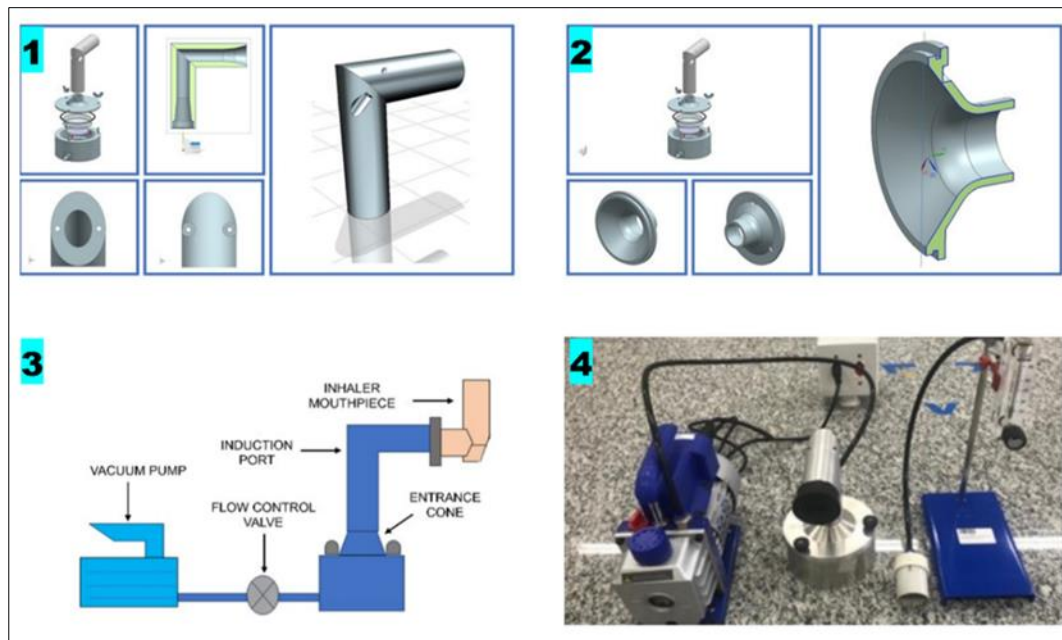 1
2
3
INHALER
MOUTHPIECE
INDUCTION
PORT
VACUUM PUMP
FLOW CONTROL
VALVE
ENTRANCE
CONE
4